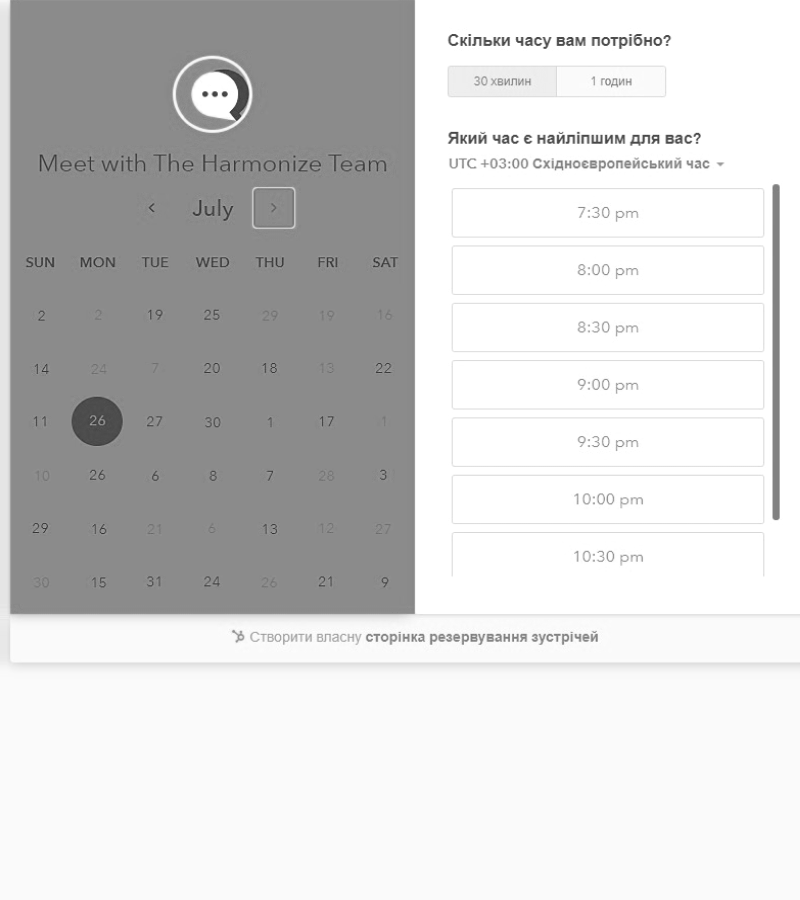 Meet with The Harmonize Team
July
SUN MON TUE WED THU FRI SAT
2 2 19 25 29 19 16
14 24 7 20 18 13 22
11 26 27 30 1 17 1
10 26 6 8 7 28 3
29 16 21 6 13 12 27
30 15 31 24 26 21 9
Скільки часу вам потрібно?
30 хвилин 1 годин
Який час є найліпшим для вас?
UTC +03:00 Східноєвропейський час
7:30 pm
8:00 pm
8:30 pm
9:00 pm
9:30 pm
10:00 pm
10:30 pm
Створити власну сторінка резервування зустрічей